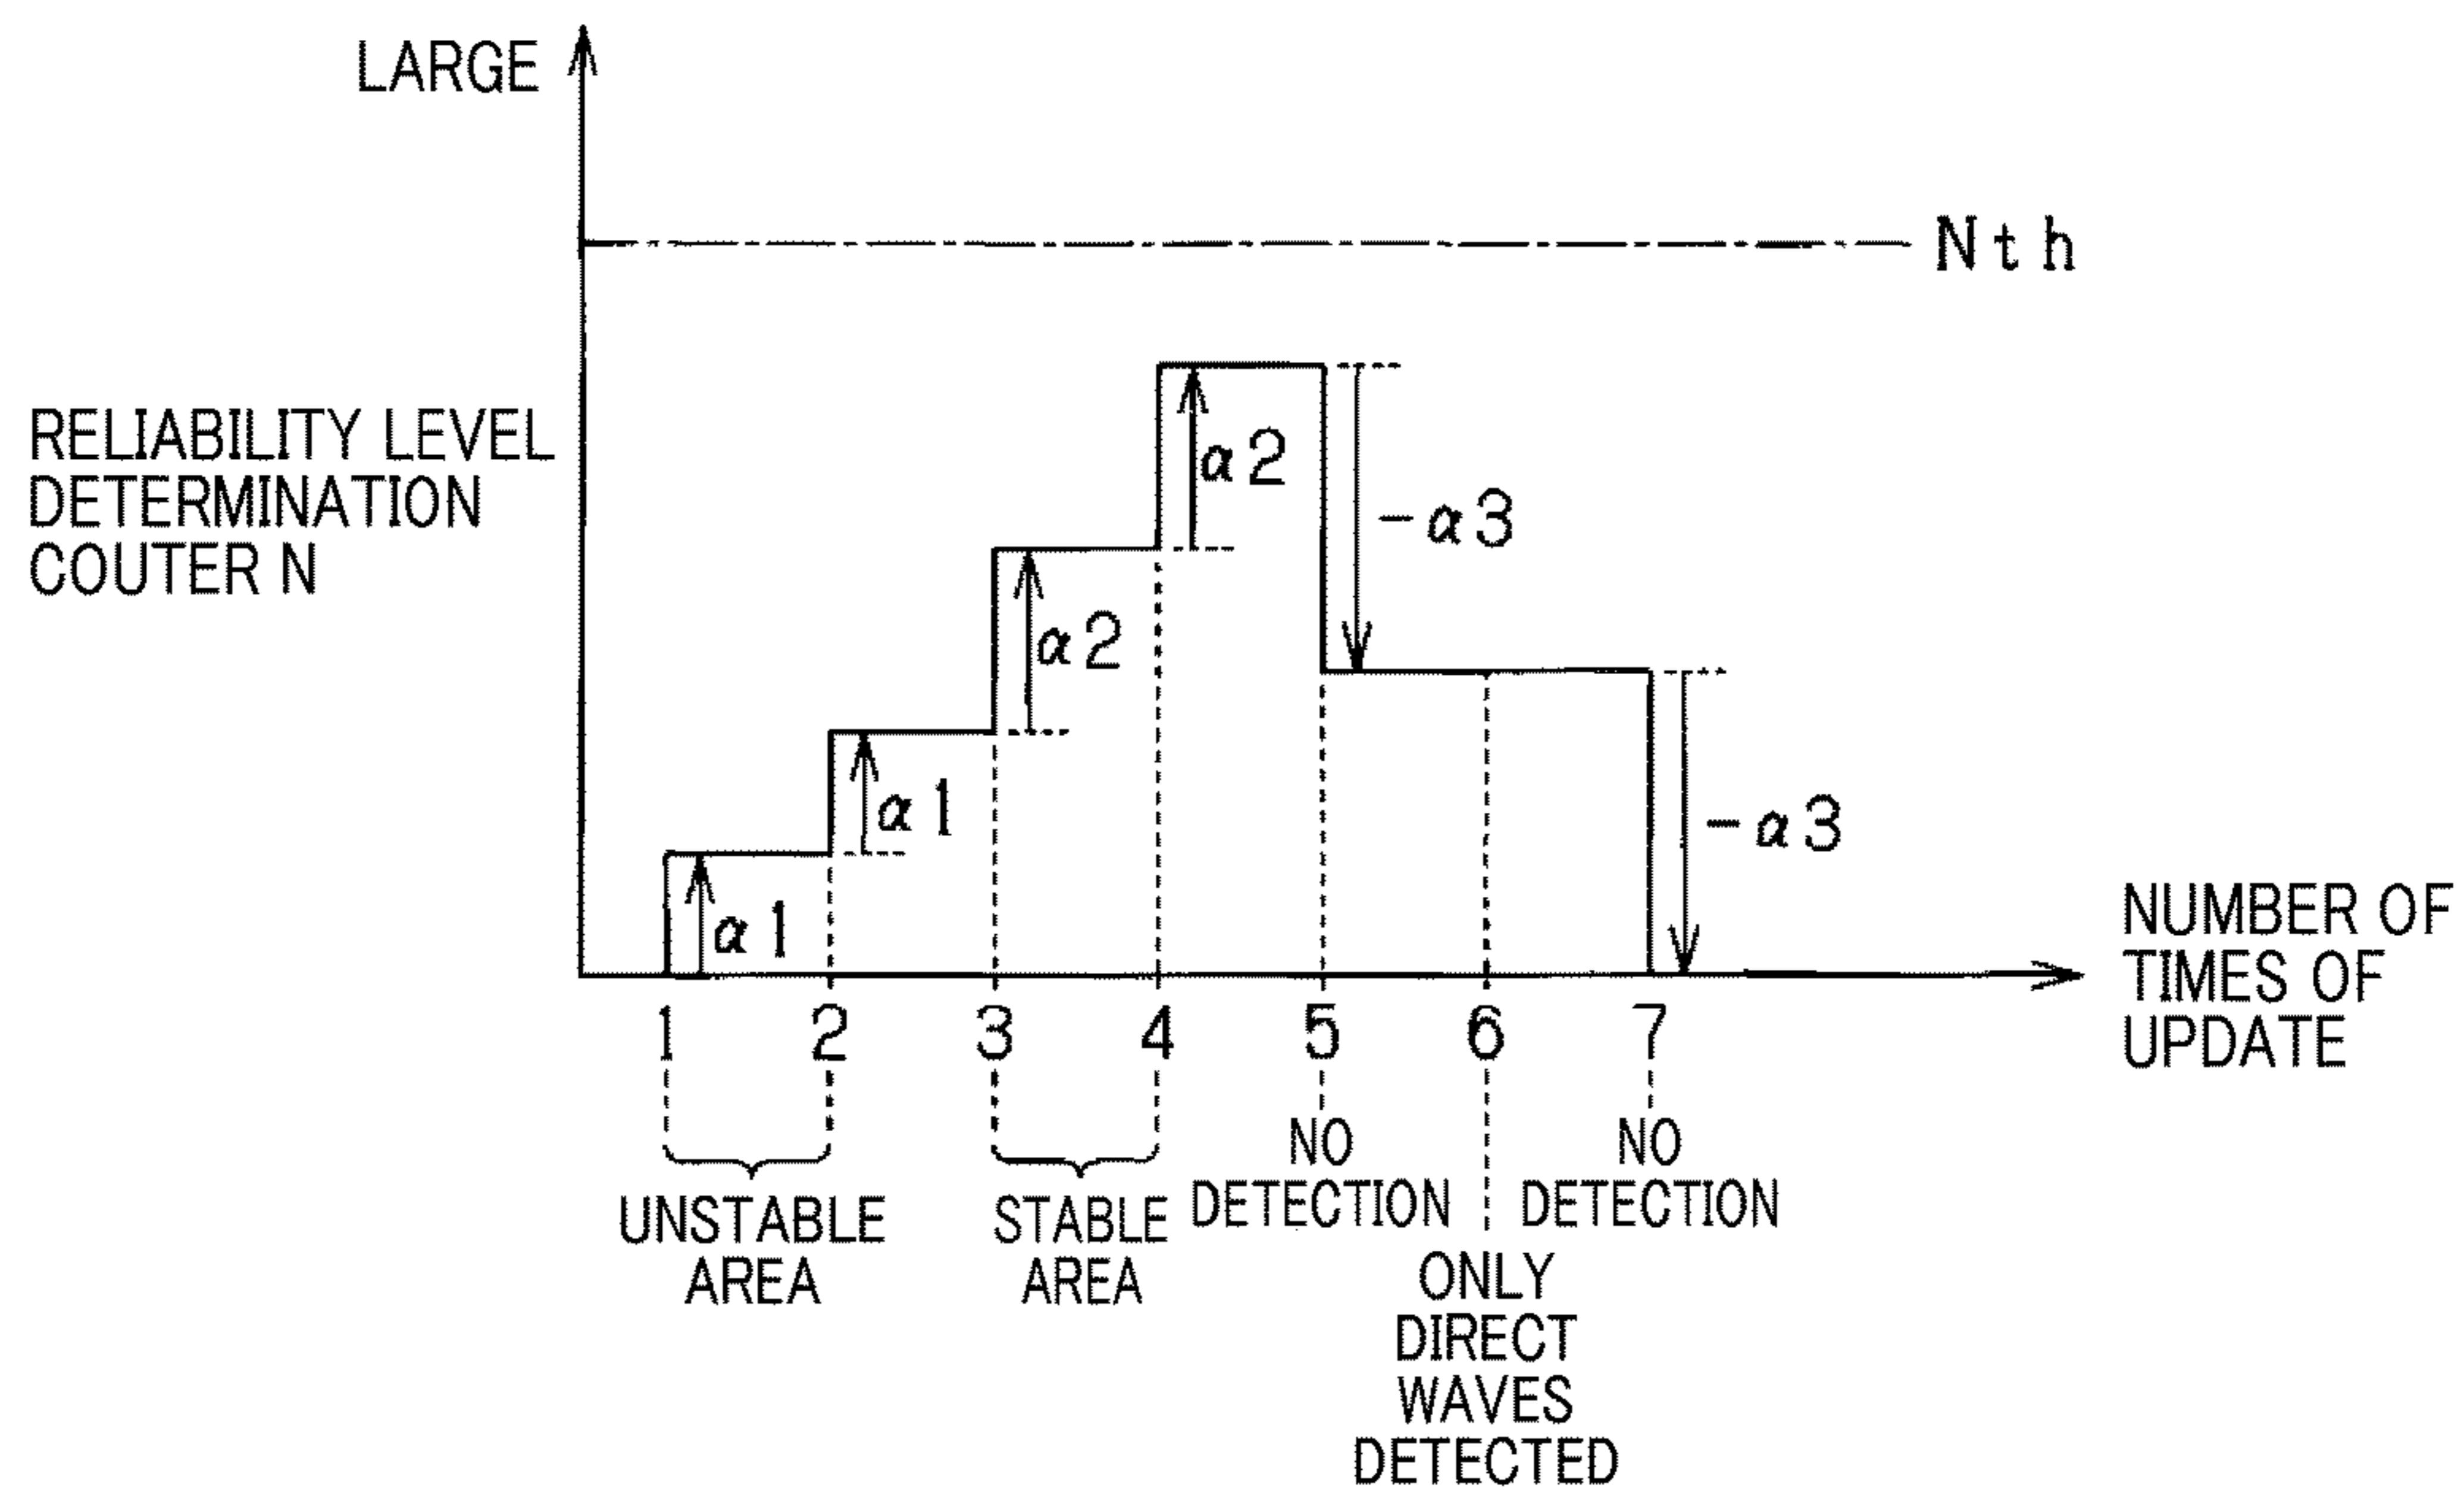 LARGE
Nth
RELIABILITY LEVEL
DETERMINATION
COUTER N
α2
-α3
α2
α1
-α3
α1
NUMBER OF
TIMES OF
UPDATE
1 2 3 4 5 6 7
NO
DETECTION
NO
DETECTION
UNSTABLE
AREA
STABLE
AREA
ONLY
DIRECT
WAVES
DETECTED